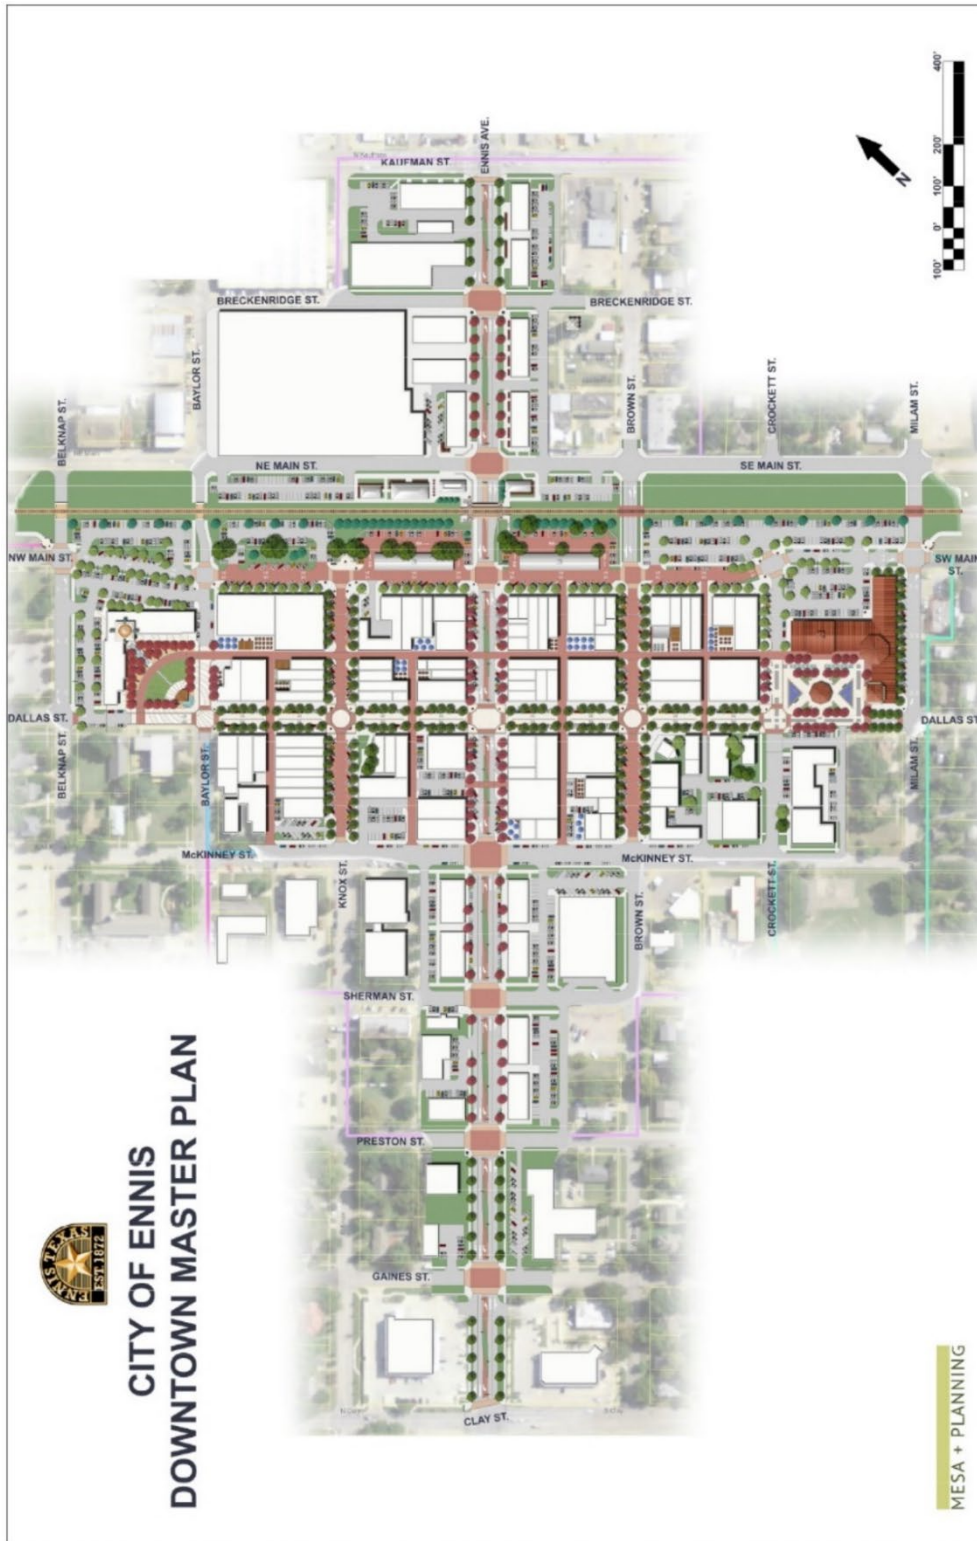 CITY OF ENNIS
DOWNTOWN MASTER PLAN
ENNIS TEXAS
EST. 1872
KAUFMAN ST.
ENNIS AVE.
BRECKENRIDGE ST.
BRECKENRIDGE ST.
BELKNAP ST.
BAYLOR ST.
BROWN ST.
CROCKETT ST.
MILAM ST.
NE MAIN ST.
SE MAIN ST.
NW MAIN ST.
SW MAIN
ST.
DALLAS ST.
DALLAS ST.
BELKNAP ST.
BAYLOR ST.
MILAM ST.
McKINNEY ST.
McKINNEY ST.
KNOX ST.
BROWN ST.
CROCKETT ST.
SHERMAN ST.
PRESTON ST.
GAINES ST.
CLAY ST.
N
100' 0' 100' 200' 400'
MESA + PLANNING